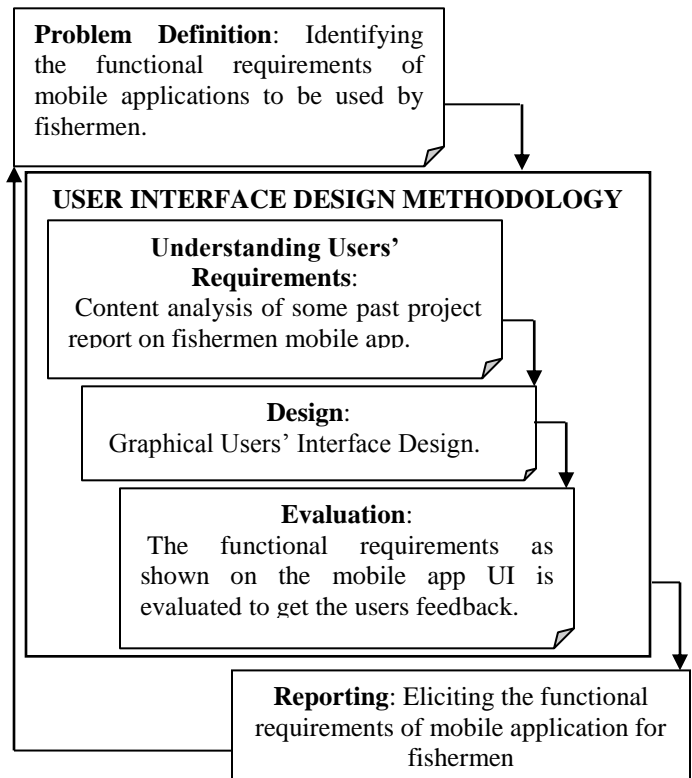 Problem Definition: Identifying
the functional requirements of
mobile applications to be used by
fishermen.
USER INTERFACE DESIGN METHODOLOGY
Understanding Users’
Requirements:
Content analysis of some past project
report on fishermen mobile app.
Design:
Graphical Users’ Interface Design.
Evaluation:
The functional requirements as
shown on the mobile app UI is
evaluated to get the users feedback.
Reporting: Eliciting the functional
requirements of mobile application for
fishermen